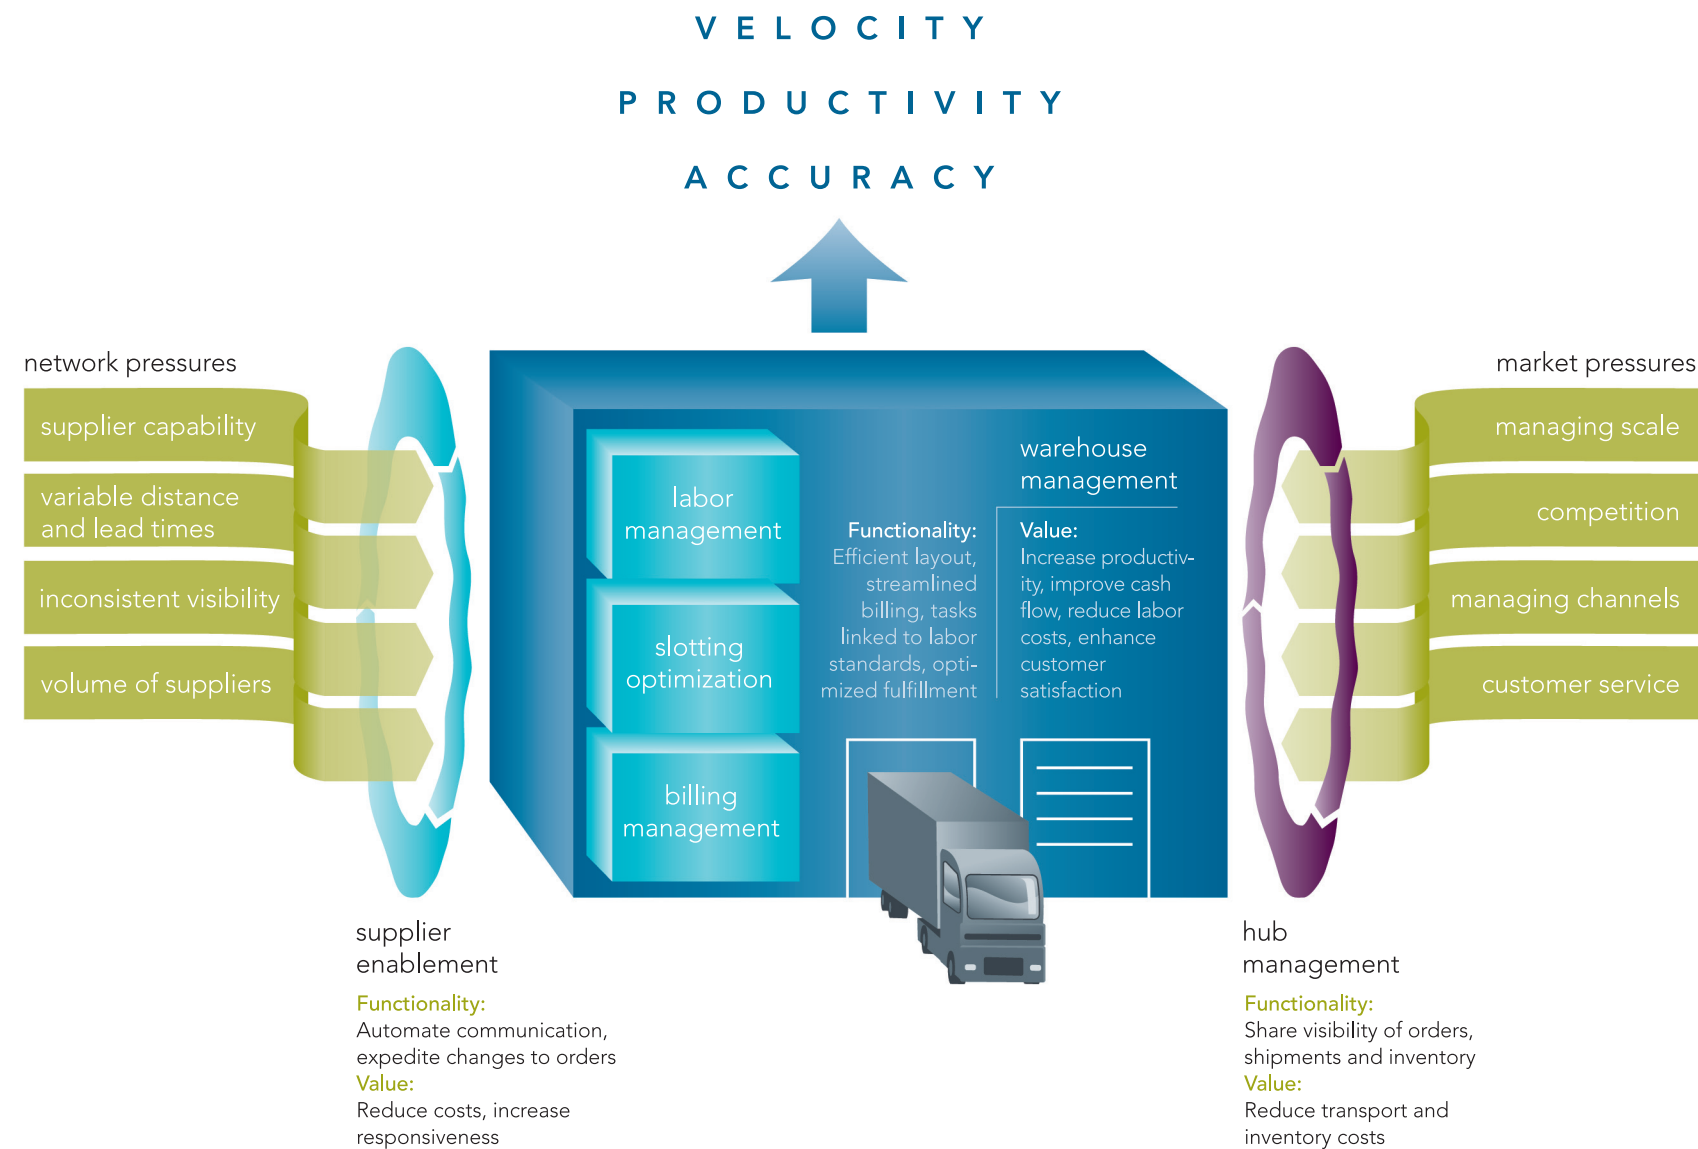 VELOCITY
PRODUCTIVITY
ACCURACY
network pressures
supplier capability
variable distance
and lead times
inconsistent visibility
volume of suppliers
supplier
enablement
Functionality:
Automate communication,
expedite changes to orders
Value:
Reduce costs, increase
responsiveness
labor
management
slotting
optimization
billing
management
warehouse
management
Functionality:
Efficient layout,
streamlined
billing, tasks
linked to labor
standards, opti-
mized fulfillment
Value:
Increase productiv-
ity, improve cash
flow, reduce labor
costs, enhance
customer
satisfaction
market pressures
managing scale
competition
managing channels
customer service
hub
management
Functionality:
Share visibility of orders,
shipments and inventory
Value:
Reduce transport and
inventory costs